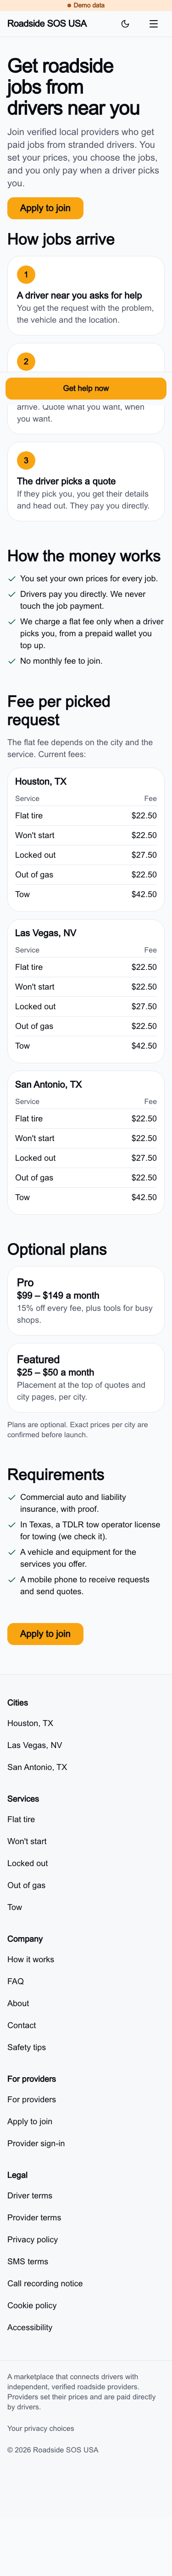 Demo data
Roadside SOS USA
Get roadside
jobs from
drivers near you
Join verified local providers who get
paid jobs from stranded drivers. You
set your prices, you choose the jobs,
and you only pay when a driver picks
you.
Apply to join
How jobs arrive
1
A driver near you asks for help
You get the request with the problem,
the vehicle and the location.
2
Get help now
arrive. Quote what you want, when
you want.
3
The driver picks a quote
If they pick you, you get their details
and head out. They pay you directly.
How the money works
You set your own prices for every job.
Drivers pay you directly. We never
touch the job payment.
We charge a flat fee only when a driver
picks you, from a prepaid wallet you
top up.
No monthly fee to join.
Fee per picked
request
The flat fee depends on the city and the
service. Current fees:
Houston, TX
Service Fee
Flat tire $22.50
Won't start $22.50
Locked out $27.50
Out of gas $22.50
Tow $42.50
Las Vegas, NV
Service Fee
Flat tire $22.50
Won't start $22.50
Locked out $27.50
Out of gas $22.50
Tow $42.50
San Antonio, TX
Service Fee
Flat tire $22.50
Won't start $22.50
Locked out $27.50
Out of gas $22.50
Tow $42.50
Optional plans
Pro
$99 – $149 a month
15% off every fee, plus tools for busy
shops.
Featured
$25 – $50 a month
Placement at the top of quotes and
city pages, per city.
Plans are optional. Exact prices per city are
confirmed before launch.
Requirements
Commercial auto and liability
insurance, with proof.
In Texas, a TDLR tow operator license
for towing (we check it).
A vehicle and equipment for the
services you offer.
A mobile phone to receive requests
and send quotes.
Apply to join
Cities
Houston, TX
Las Vegas, NV
San Antonio, TX
Services
Flat tire
Won't start
Locked out
Out of gas
Tow
Company
How it works
FAQ
About
Contact
Safety tips
For providers
For providers
Apply to join
Provider sign-in
Legal
Driver terms
Provider terms
Privacy policy
SMS terms
Call recording notice
Cookie policy
Accessibility
A marketplace that connects drivers with
independent, verified roadside providers.
Providers set their prices and are paid directly
by drivers.
Your privacy choices
© 2026 Roadside SOS USA